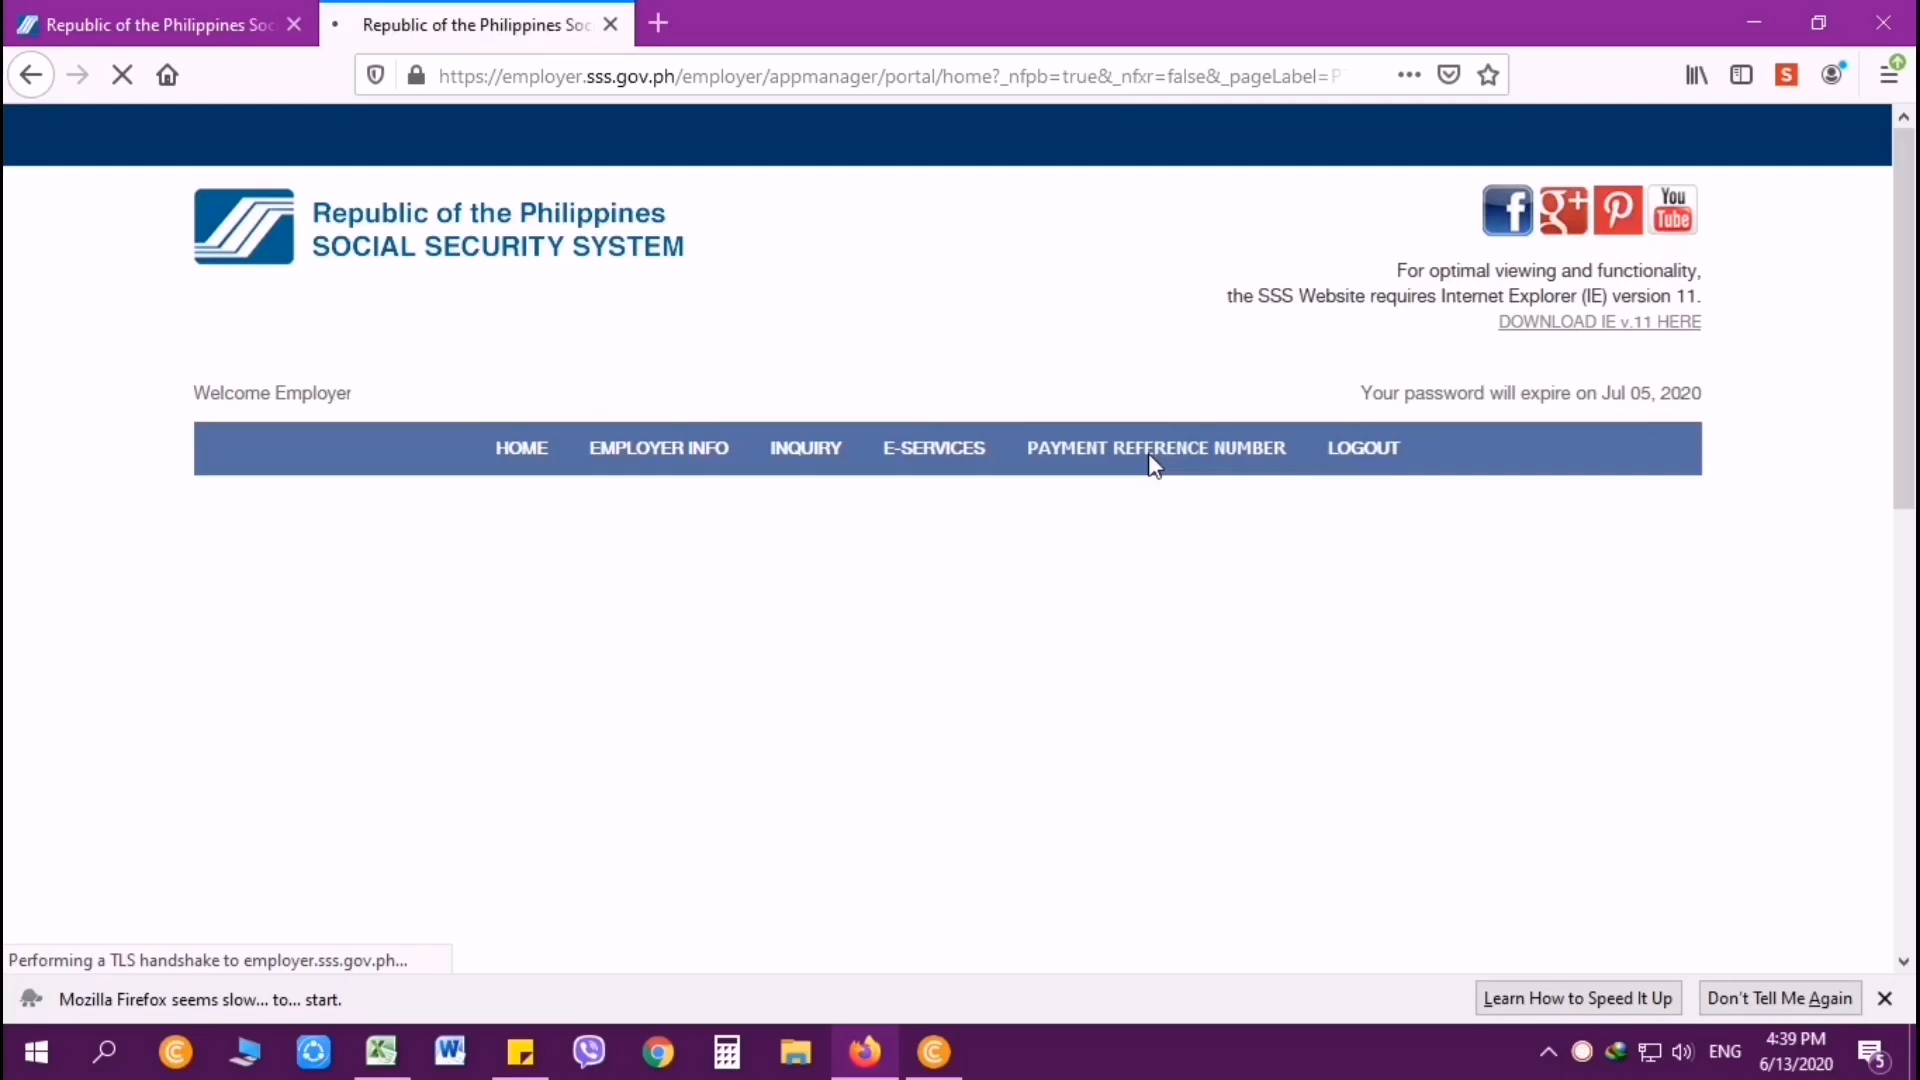 Republic of the Philippines Soc
Republic of the Philippines Soc
https://employer.sss.gov.ph/employer/appmanager/portal/home?_nfpb=true&_nfxr=false&_pageLabel=P
S
Republic of the Philippines
SOCIAL SECURITY SYSTEM
You
Tube
For optimal viewing and functionality,
the SSS Website requires Internet Explorer (IE) version 11.
DOWNLOAD IE v.11 HERE
Welcome Employer
Your password will expire on Jul 05, 2020
HOME EMPLOYER INFO INQUIRY E-SERVICES PAYMENT REFERENCE NUMBER LOGOUT
Performing a TLS handshake to employer.sss.gov.ph...
Mozilla Firefox seems slow... to... start.
Learn How to Speed It Up
Don't Tell Me Again
ENG
4:39 PM
6/13/2020
5